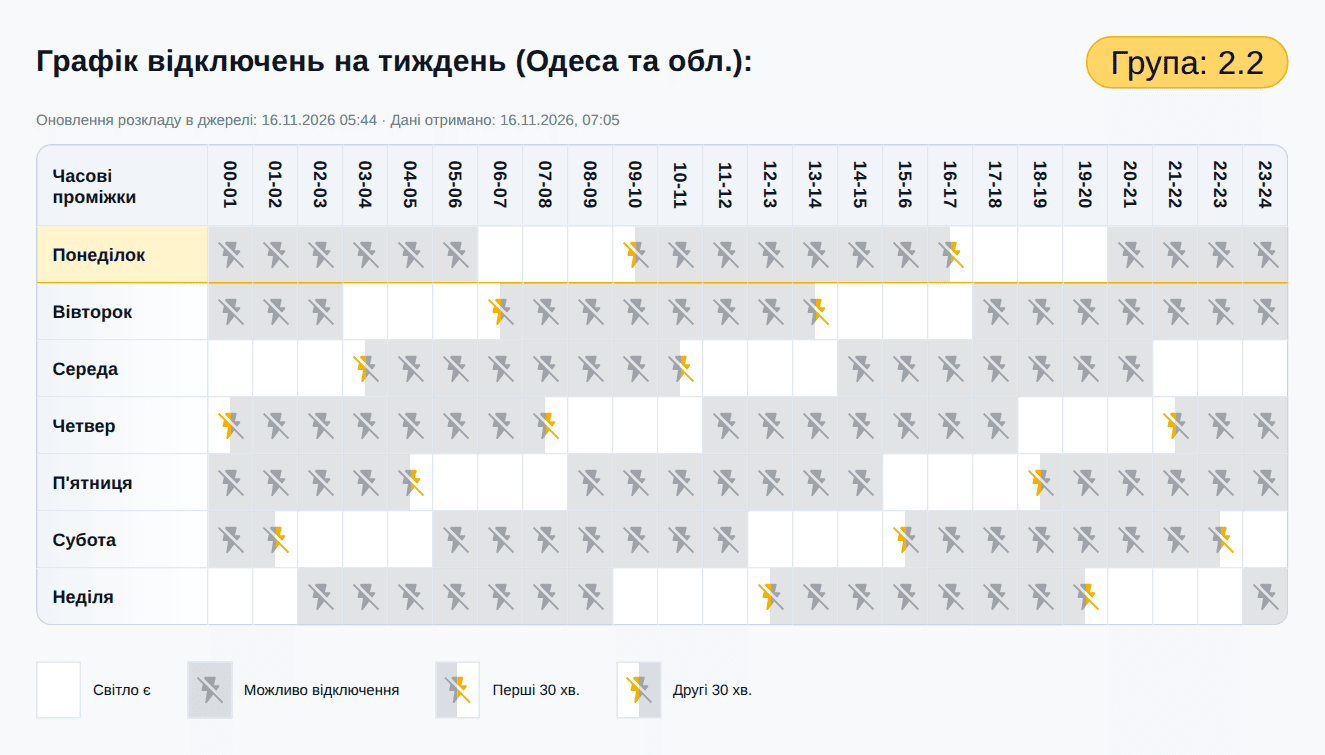 Графік відключень на тиждень (Одеса та обл.):
Група: 2.2
Оновлення розкладу в джерелі: 16.11.2026 05:44 · Дані отримано: 16.11.2026, 07:05
Часові
проміжки
00-01
01-02
02-03
03-04
04-05
05-06
06-07
07-08
08-09
09-10
10-11
11-12
12-13
13-14
14-15
15-16
16-17
17-18
18-19
19-20
20-21
21-22
22-23
23-24
Понеділок
Вівторок
Середа
Четвер
П'ятниця
Субота
Неділя
Світло є
Можливо відключення
Перші 30 хв.
Другі 30 хв.